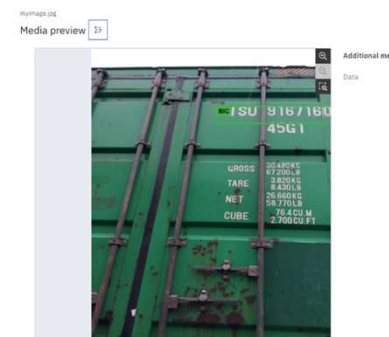 myimage.jpg
Media preview
Additional me
Data
BIC
45G1
GROSS 30.480KG
67.200LB
TARE 3.820KG
8.430LB
NET 26.660KG
58.770LB
CUBE 76.4 CU.M
2.700 CU.FT